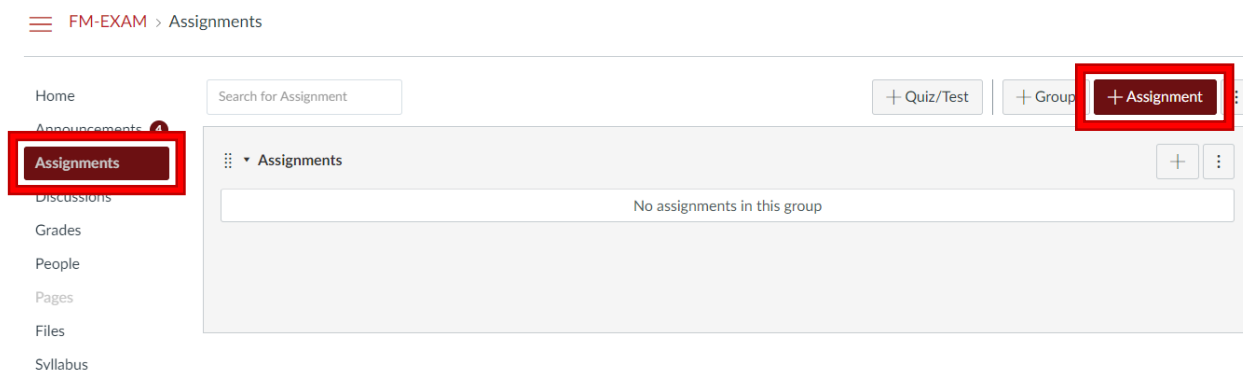 FM-EXAM > Assignments
Home
Search for Assignment
+ Quiz/Test
+ Group
+ Assignment
Announcements 4
Assignments
Assignments
No assignments in this group
Discussions
Grades
People
Pages
Files
Syllabus